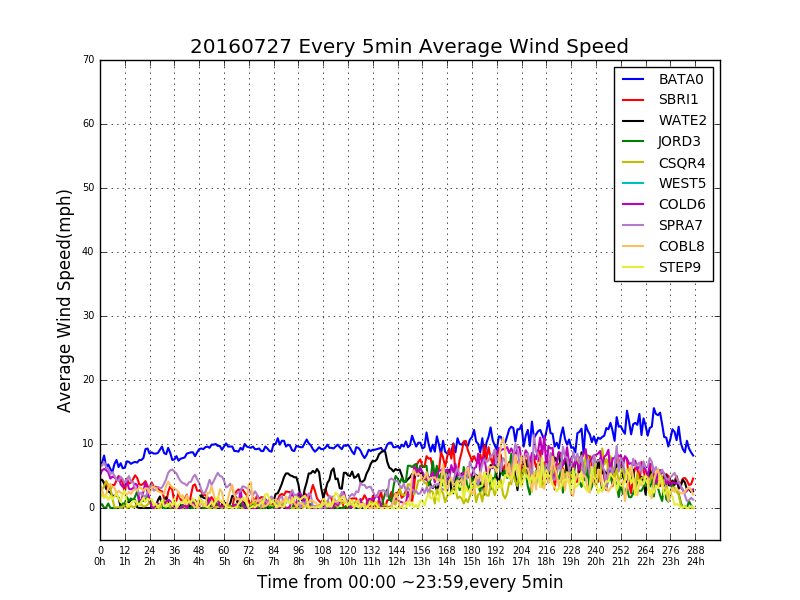 20160727 Every 5min Average Wind Speed
70
60
50
40
30
20
10
0
Average Wind Speed(mph)
BATA0
SBRI1
WATE2
JORD3
CSQR4
WEST5
COLD6
SPRA7
COBL8
STEP9
0 12 24 36 48 60 72 84 96 108 120 132 144 156 168 180 192 204 216 228 240 252 264 276 288
0h 1h 2h 3h 4h 5h 6h 7h 8h 9h 10h 11h 12h 13h 14h 15h 16h 17h 18h 19h 20h 21h 22h 23h 24h
Time from 00:00 ~23:59,every 5min